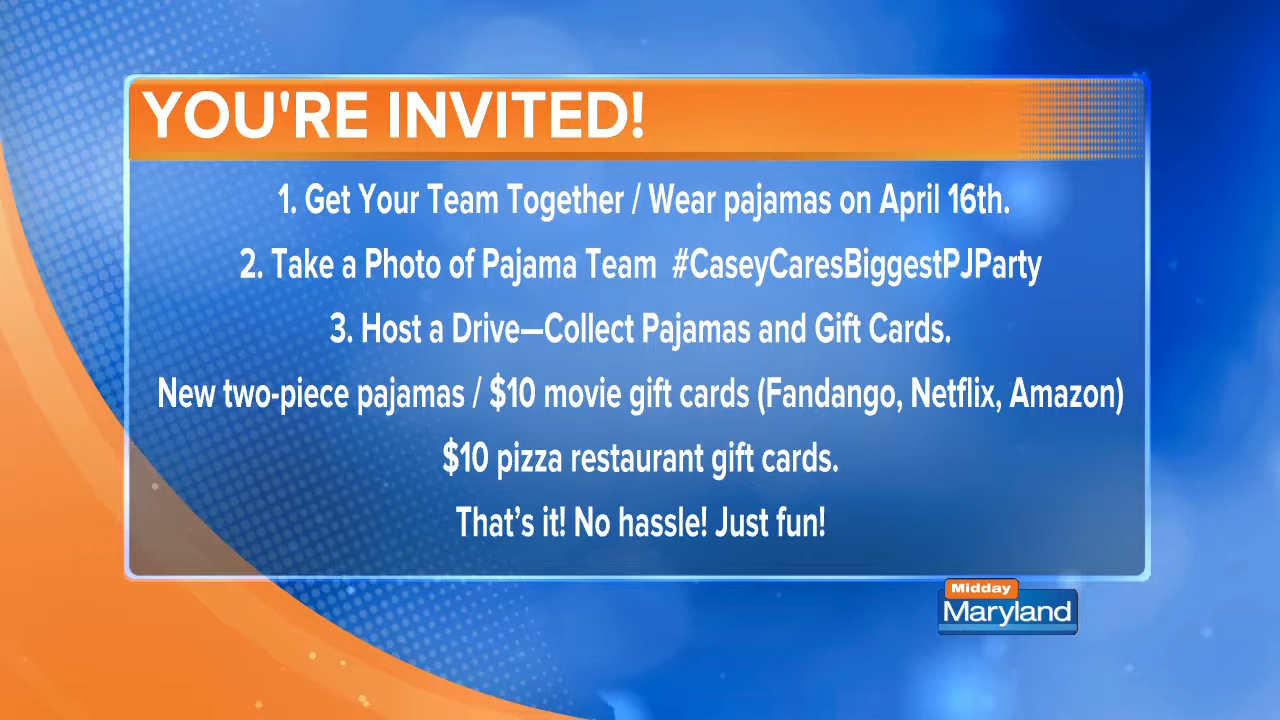 YOU'RE INVITED!
1. Get Your Team Together / Wear pajamas on April 16th.
2. Take a Photo of Pajama Team  #CaseyCaresBiggestPJParty
3. Host a Drive—Collect Pajamas and Gift Cards.
New two-piece pajamas / $10 movie gift cards (Fandango, Netflix, Amazon)
$10 pizza restaurant gift cards.
That’s it! No hassle! Just fun!
Midday
Maryland